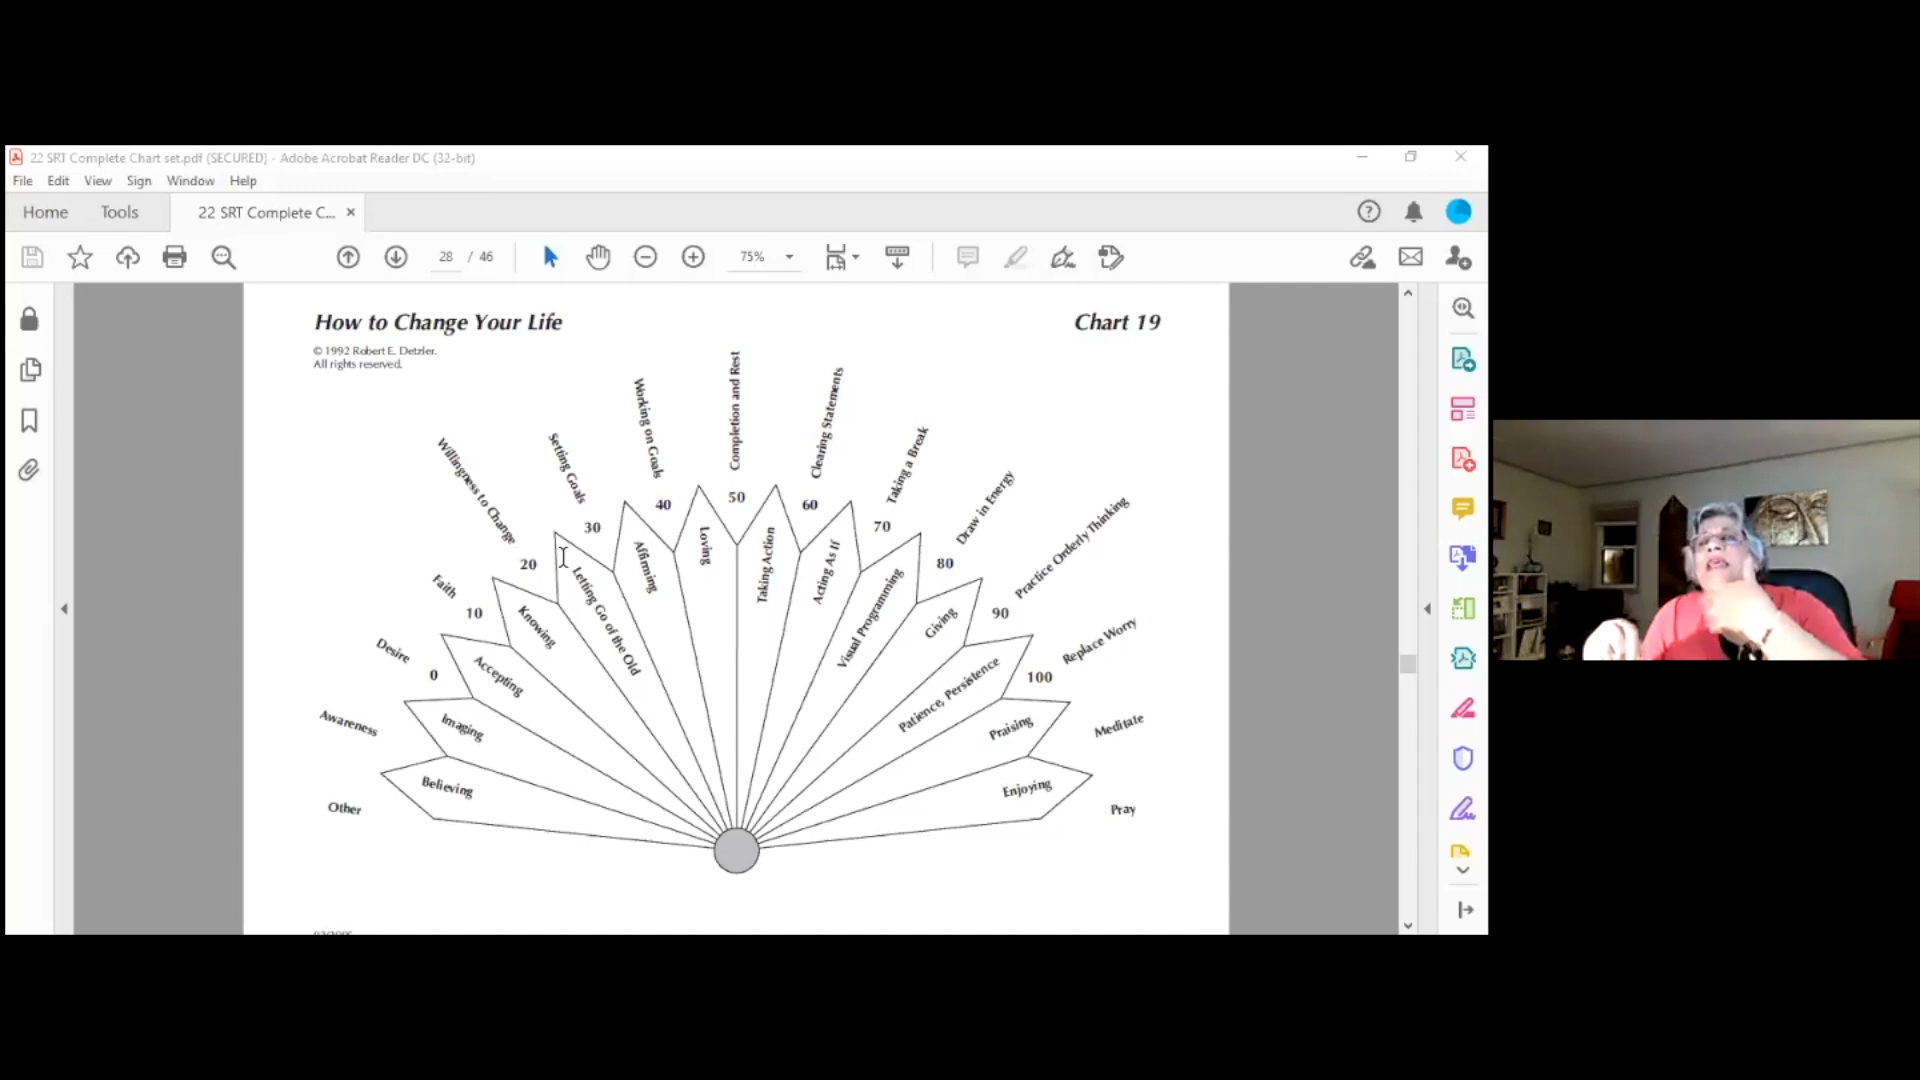 22 SRT Complete Chart set.pdf (SECURED) - Adobe Acrobat Reader DC (32-bit)
File Edit View Sign Window Help
Home Tools 22 SRT Complete C...
28 / 46 75%
How to Change Your Life
Chart 19
© 1992 Robert E. Detzler.
All rights reserved.
Other
Awareness
Desire
Faith
Willingness to Change
Setting Goals
Working on Goals
Completion and Rest
Clearing Statements
Taking a Break
Draw in Energy
Practice Orderly Thinking
Replace Worry
Meditate
Pray
0
10
20
30
40
50
60
70
80
90
100
Believing
Imaging
Accepting
Knowing
Letting Go of the Old
Affirming
Loving
Taking Action
Acting As If
Visual Programming
Giving
Patience, Persistence
Praising
Enjoying